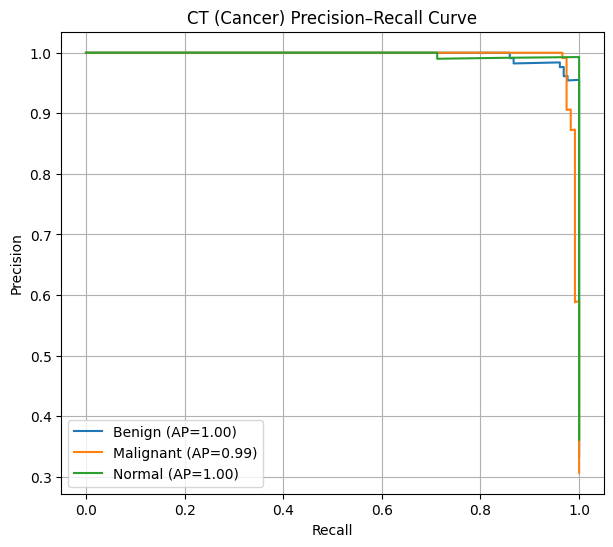 CT (Cancer) Precision–Recall Curve
Precision
1.0
0.9
0.8
0.7
0.6
0.5
0.4
0.3
Benign (AP=1.00)
Malignant (AP=0.99)
Normal (AP=1.00)
0.0 0.2 0.4 0.6 0.8 1.0
Recall